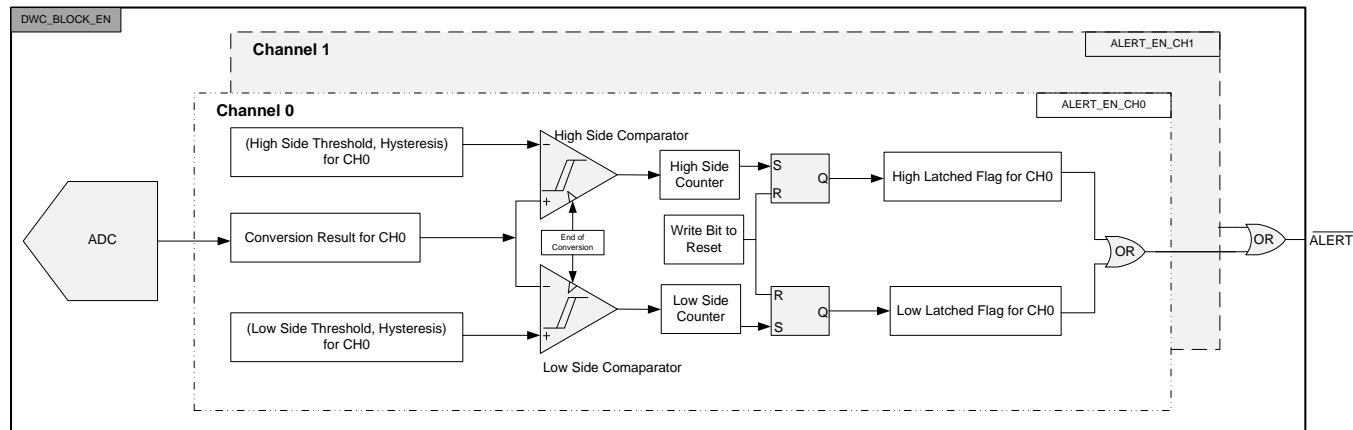 DWC_BLOCK_EN
Channel 1
ALERT_EN_CH1
Channel 0
ALERT_EN_CH0
(High Side Threshold, Hysteresis)
for CH0
High Side Comparator
−
+
High Side
Counter
S
R
Q
High Latched Flag for CH0
ADC
Conversion Result for CH0
End of
Conversion
Write Bit to
Reset
OR
OR
ALERT
(Low Side Threshold, Hysteresis)
for CH0
−
+
Low Side
Counter
R
S
Q
Low Latched Flag for CH0
Low Side Comaparator